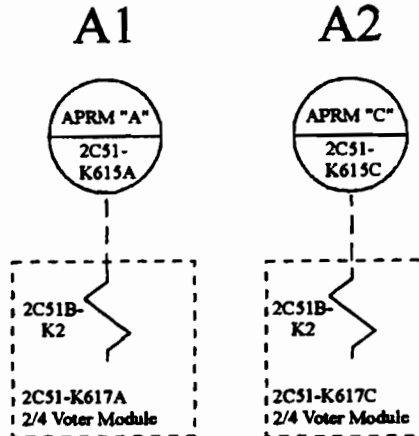 A1
A2
APRM "A"
2C51-
K615A
APRM "C"
2C51-
K615C
2C51B-
K2
2C51B-
K2
2C51-K617A
2/4 Voter Module
2C51-K617C
2/4 Voter Module